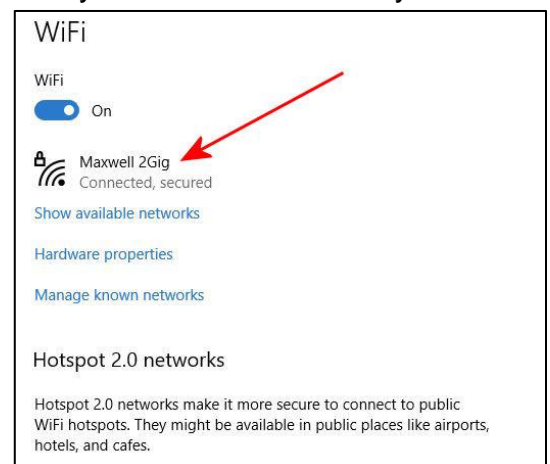 WiFi
WiFi
On
Maxwell 2Gig
Connected, secured
Show available networks
Hardware properties
Manage known networks
Hotspot 2.0 networks
Hotspot 2.0 networks make it more secure to connect to public
WiFi hotspots. They might be available in public places like airports,
hotels, and cafes.